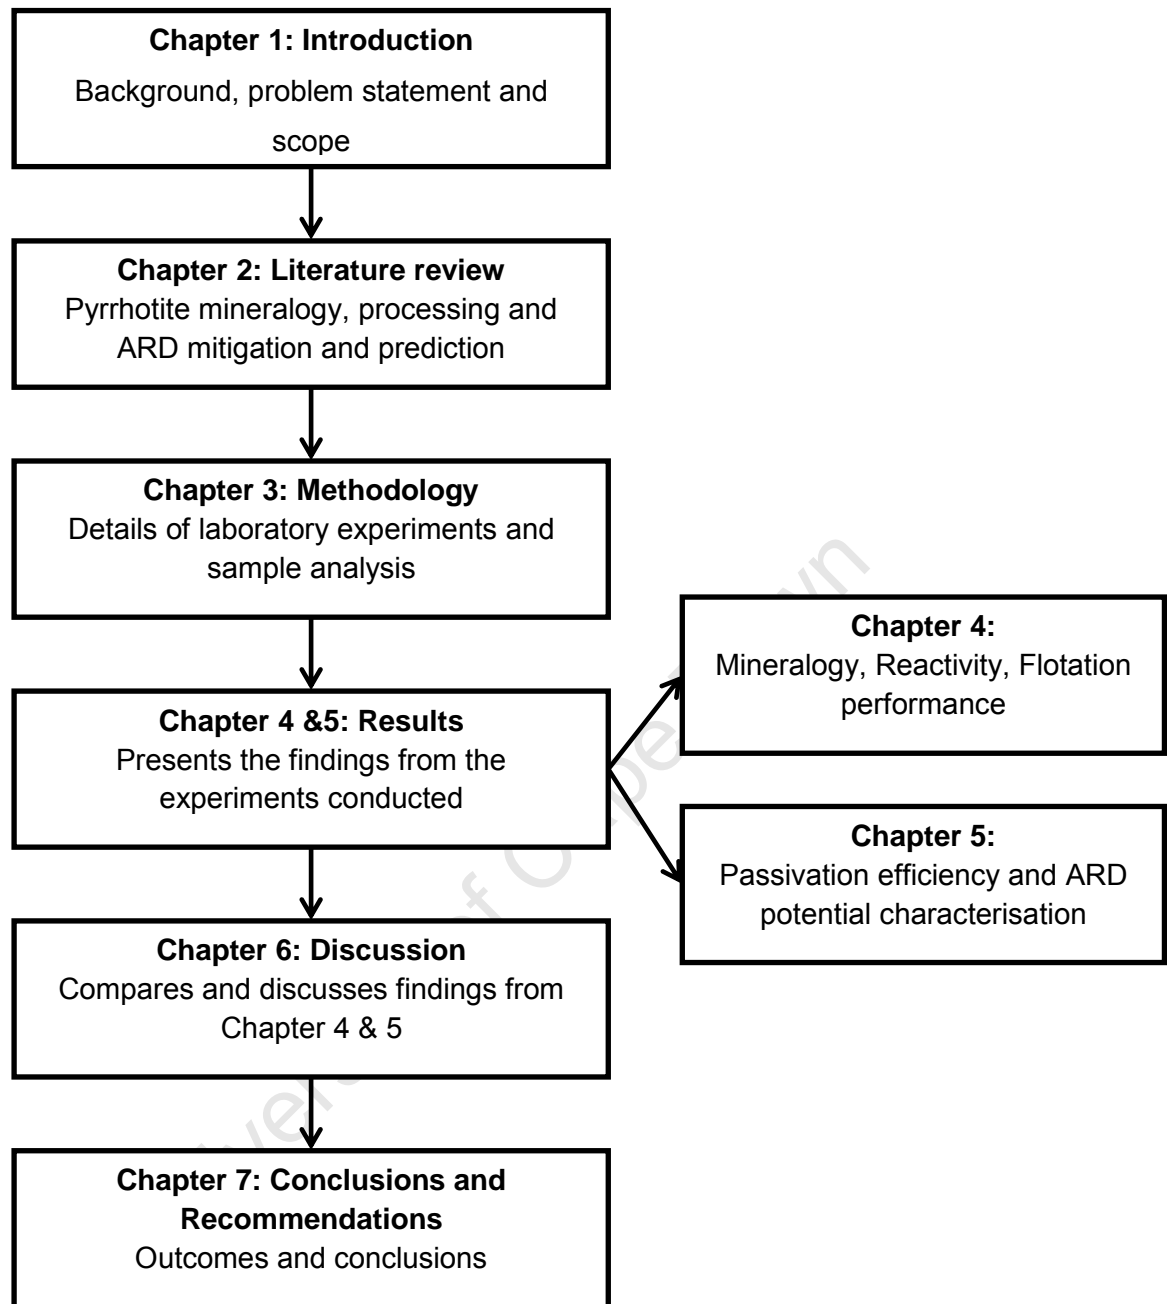 Chapter 1: Introduction
Background, problem statement and
scope
Chapter 2: Literature review
Pyrrhotite mineralogy, processing and
ARD mitigation and prediction
Chapter 3: Methodology
Details of laboratory experiments and
sample analysis
Chapter 4 &5: Results
Presents the findings from the
experiments conducted
Chapter 4:
Mineralogy, Reactivity, Flotation
performance
Chapter 5:
Passivation efficiency and ARD
potential characterisation
Chapter 6: Discussion
Compares and discusses findings from
Chapter 4 & 5
Chapter 7: Conclusions and
Recommendations
Outcomes and conclusions